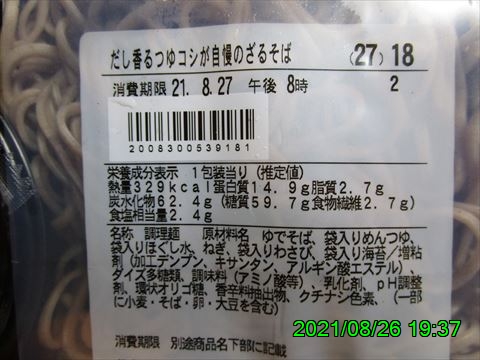 だし香るつゆコシが自慢のざるそば
(27) 18
消費期限 21. 8.27 午後 8時
2
2008300539181
栄養成分表示 1包装当り (推定値)
熱量329kcal蛋白質14.9g脂質2.7g
炭水化物62.4g (糖質59.7g食物繊維2.7g)
食塩相当量2.4g
名称、調理麺 原材料名、ゆでそば、袋入りめんつゆ、
袋入りほぐし水、ねぎ、袋入りわさび、袋入り海苔／増粘
剤 (加工デンプン、キサンタン、アルギン酸エステル) 、
ダイズ多糖類、調味料 (アミノ酸等) 、乳化剤、pH調整
剤、環状オリゴ糖、香辛料抽出物、クチナシ色素、 (一部
に小麦・そば・卵・大豆を含む)
消費期限 別途商品名下部に記載
2021/08/26 19:37